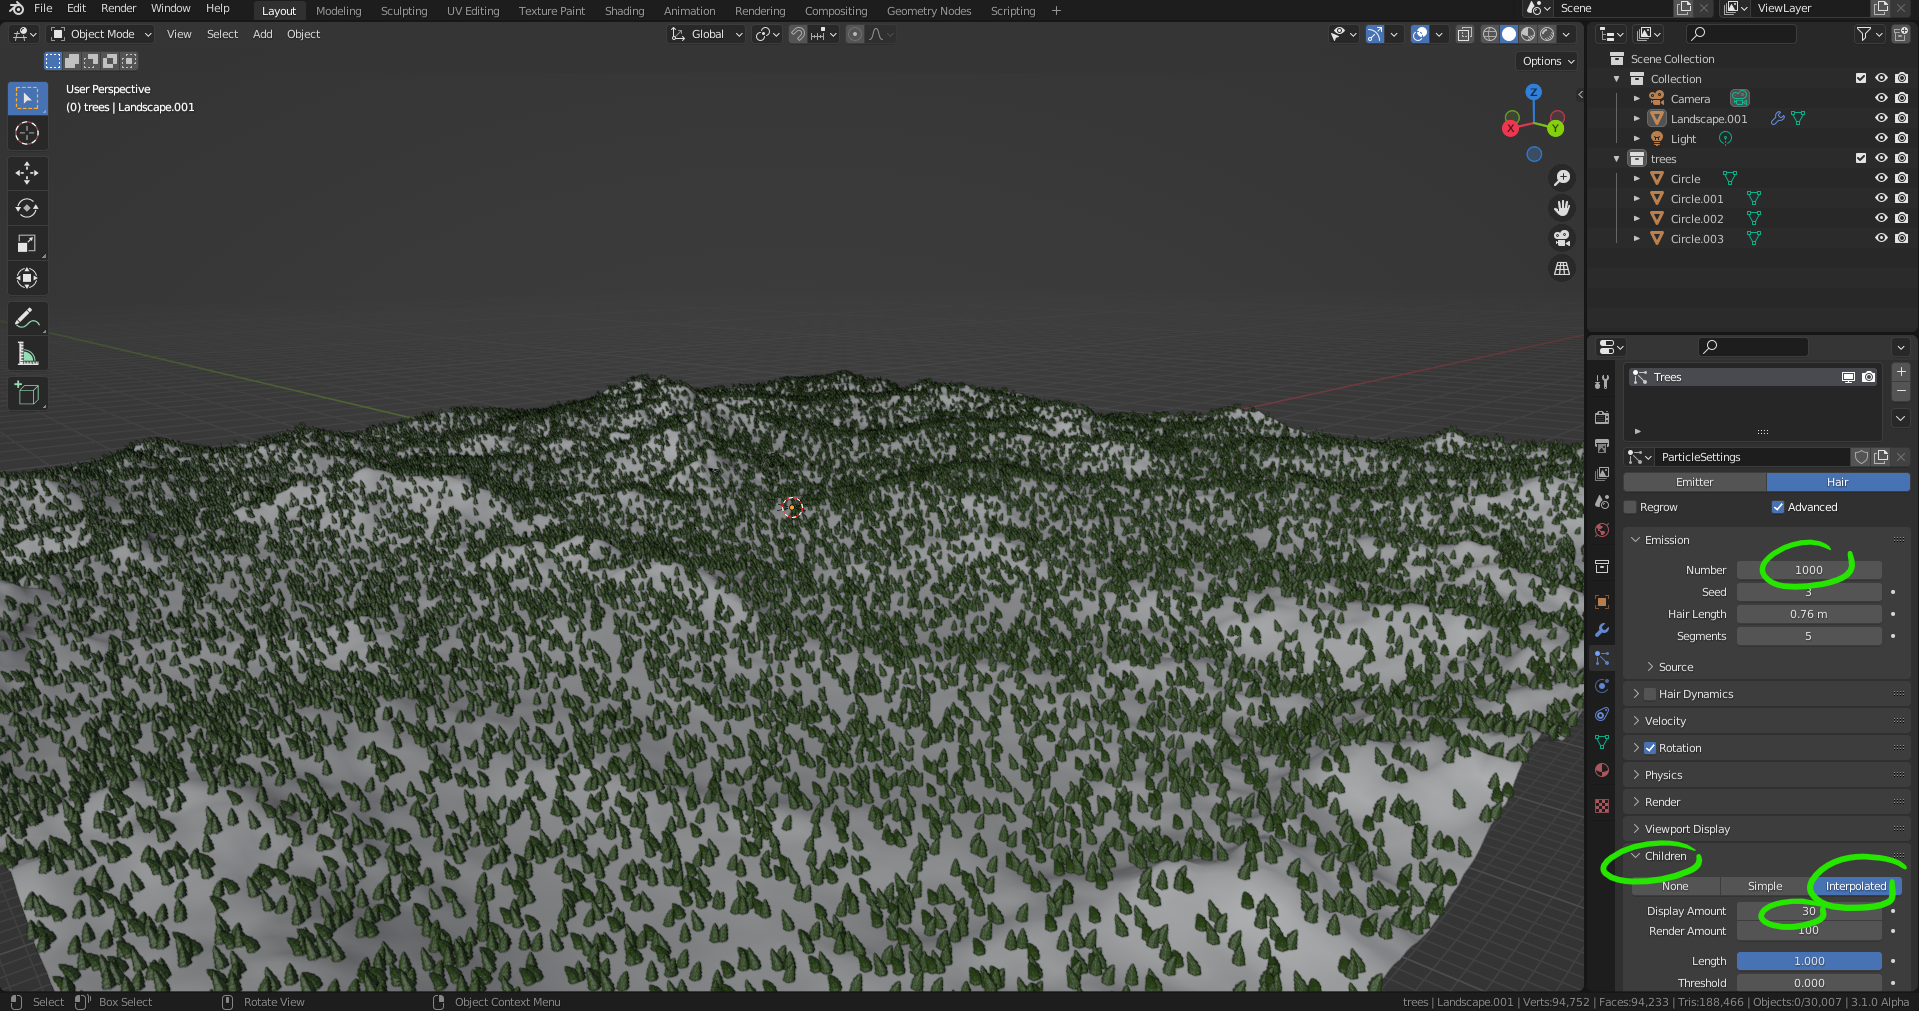 File Edit Render Window Help Layout Modeling Sculpting UV Editing Texture Paint Shading Animation Rendering Compositing Geometry Nodes Scripting + Scene ViewLayer
Object Mode View Select Add Object Global
Options
User Perspective
(0) trees | Landscape.001
Z
X
Y
Scene Collection
Collection
Camera
Landscape.001
Light
trees
Circle
Circle.001
Circle.002
Circle.003
Trees
ParticleSettings
Emitter Hair
Regrow Advanced
Emission
Number 1000
Seed 3
Hair Length 0.76 m
Segments 5
Source
Hair Dynamics
Velocity
Rotation
Physics
Render
Viewport Display
Children
None Simple Interpolated
Display Amount 30
Render Amount 100
Length 1.000
Threshold 0.000
Select Box Select Rotate View Object Context Menu trees | Landscape.001 | Verts:94,752 | Faces:94,233 | Tris:188,466 | Objects:0/30,007 | 3.1.0 Alpha